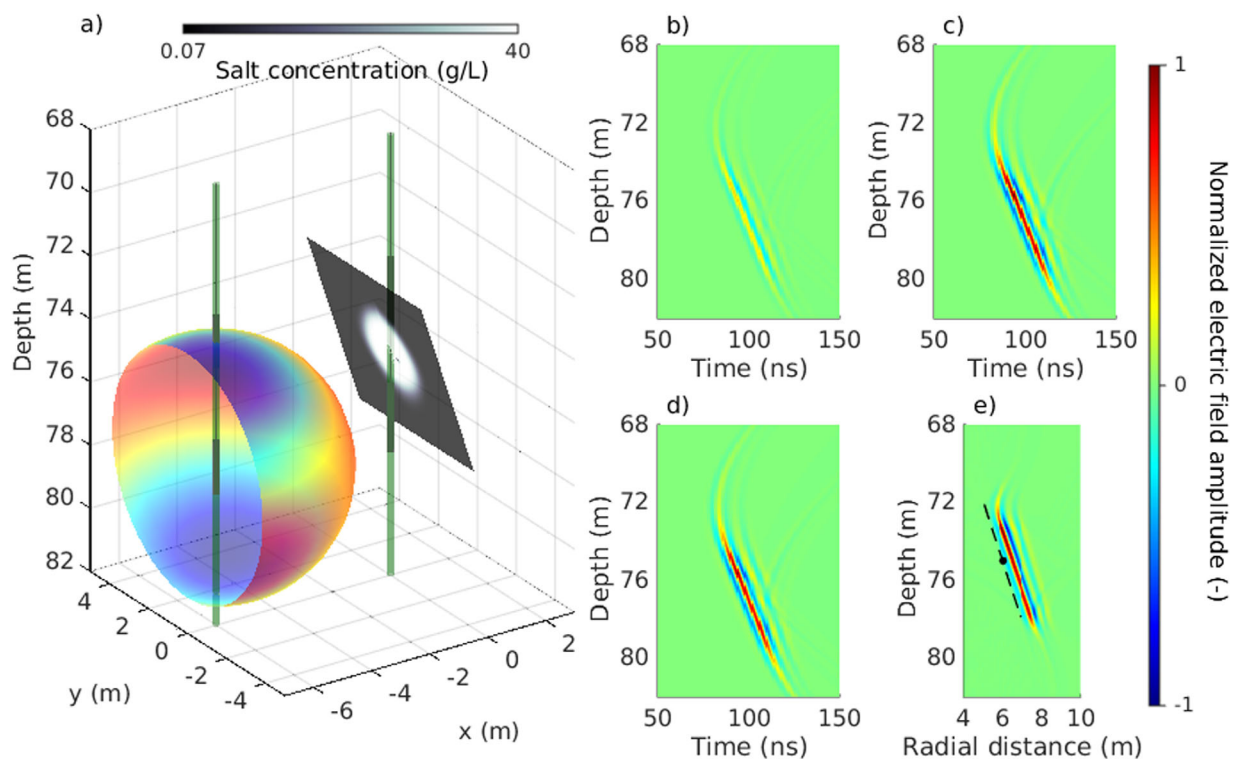 a)
0.07 40
Salt concentration (g/L)
68
70
72
74
76
78
80
82
Depth (m)
4
2
0
-2
-4
y (m)
-6
-4
-2
0
2
x (m)
b)
68
72
76
80
Depth (m)
50 100 150
Time (ns)
c)
68
72
76
80
Depth (m)
50 100 150
Time (ns)
d)
68
72
76
80
Depth (m)
50 100 150
Time (ns)
e)
68
72
76
80
Depth (m)
4 6 8 10
Radial distance (m)
1
0
-1
Normalized electric field amplitude (-)